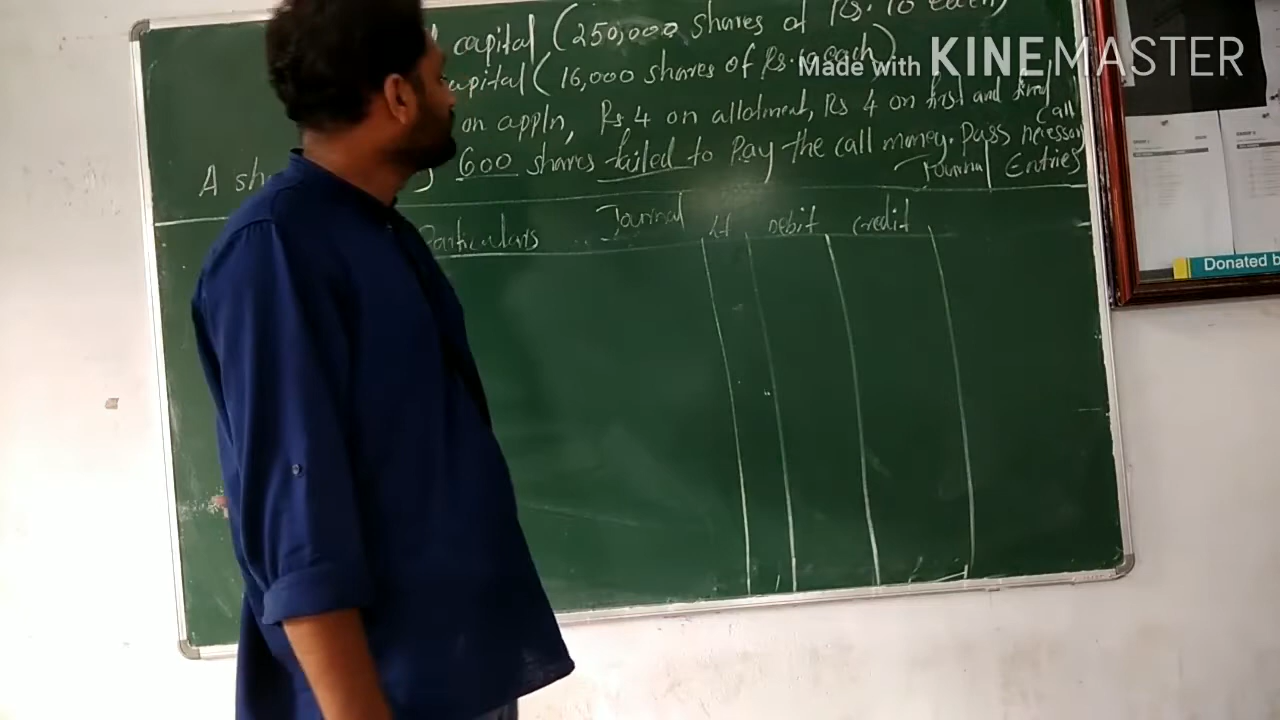 capital (250,000 shares of Rs. 10 each)
capital (16,000 shares of Rs. 10 each)
Made with KINEMASTER
on appln, Rs 4 on allotment, Rs 4 on first and final call
A sh 600 shares failed to Pay the call money. Pass necessary
Journal Entries
Journal
Particulars Lf Debit Credit
Donated b